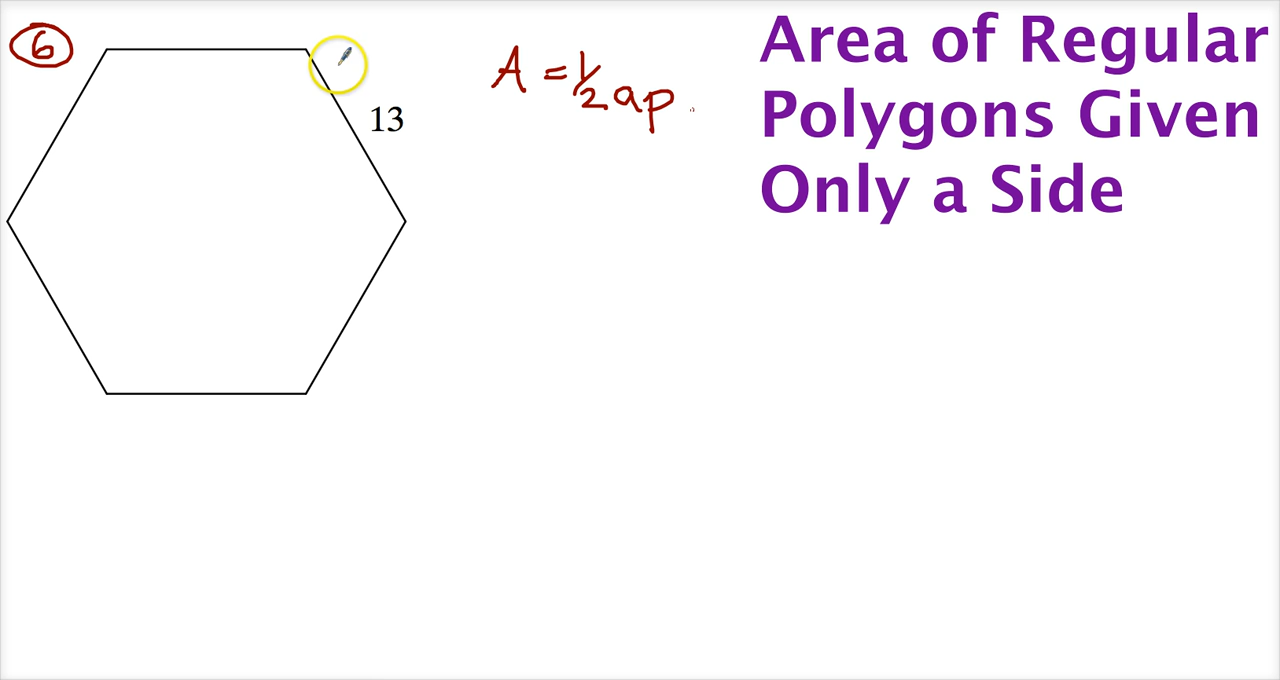 6
A = 1/2 ap
13
Area of Regular
Polygons Given
Only a Side